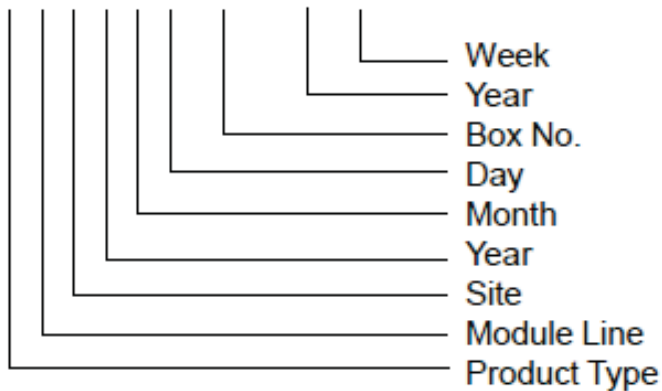 Week
Year
Box No.
Day
Month
Year
Site
Module Line
Product Type